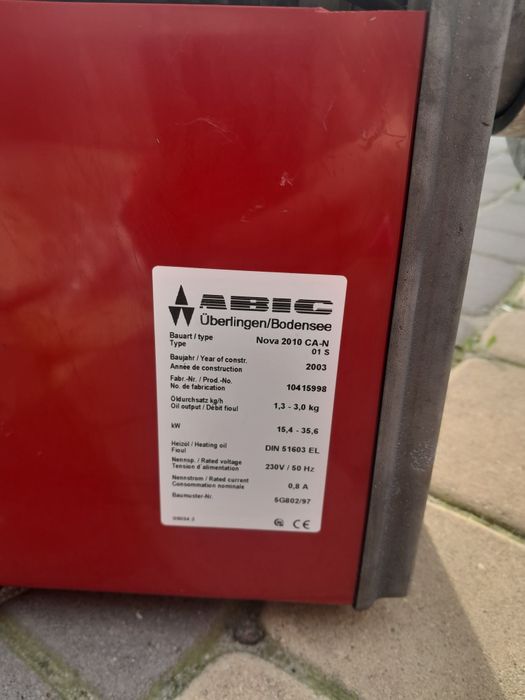 ABIC
Überlingen/Bodensee
Bauart / type
Type
Nova 2010 CA-N
01 S
Baujahr / Year of constr.
Année de construction
2003
Fabr.-Nr. / Prod.-No.
No. de fabrication
10415998
Öldurchsatz kg/h
Oil output / Débit fioul
1,3 - 3,0 kg
kW
15,4 - 35,6
Heizöl / Heating oil
Fioul
DIN 51603 EL
Nennsp. / Rated voltage
Tension d'alimentation
230V / 50 Hz
Nennstrom / Rated current
Consommation nominale
0,8 A
Baumuster-Nr.
5G802/97
CE